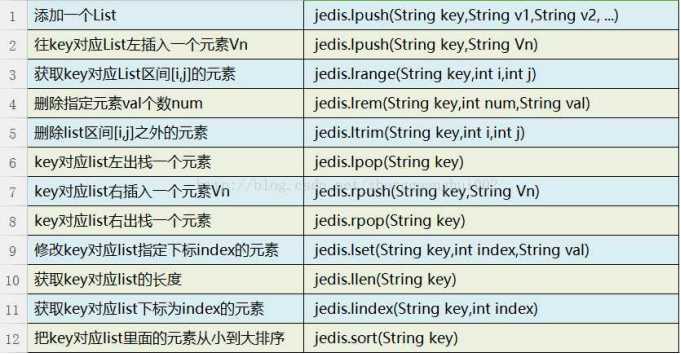 1 添加一个List jedis.lpush(String key,String v1,String v2, ...)
2 往key对应List左插入一个元素Vn jedis.lpush(String key,String Vn)
3 获取key对应List区间[i,j]的元素 jedis.lrange(String key,int i,int j)
4 删除指定元素val个数num jedis.lrem(String key,int num,String val)
5 删除list区间[i,j]之外的元素 jedis.ltrim(String key,int i,int j)
6 key对应list左出栈一个元素 jedis.lpop(String key)
7 key对应list右插入一个元素Vn jedis.rpush(String key,String Vn)
8 key对应list右出栈一个元素 jedis.rpop(String key)
9 修改key对应list指定下标index的元素 jedis.lset(String key,int index,String val)
10 获取key对应list的长度 jedis.llen(String key)
11 获取key对应list下标为index的元素 jedis.lindex(String key,int index)
12 把key对应list里面的元素从小到大排序 jedis.sort(String key)